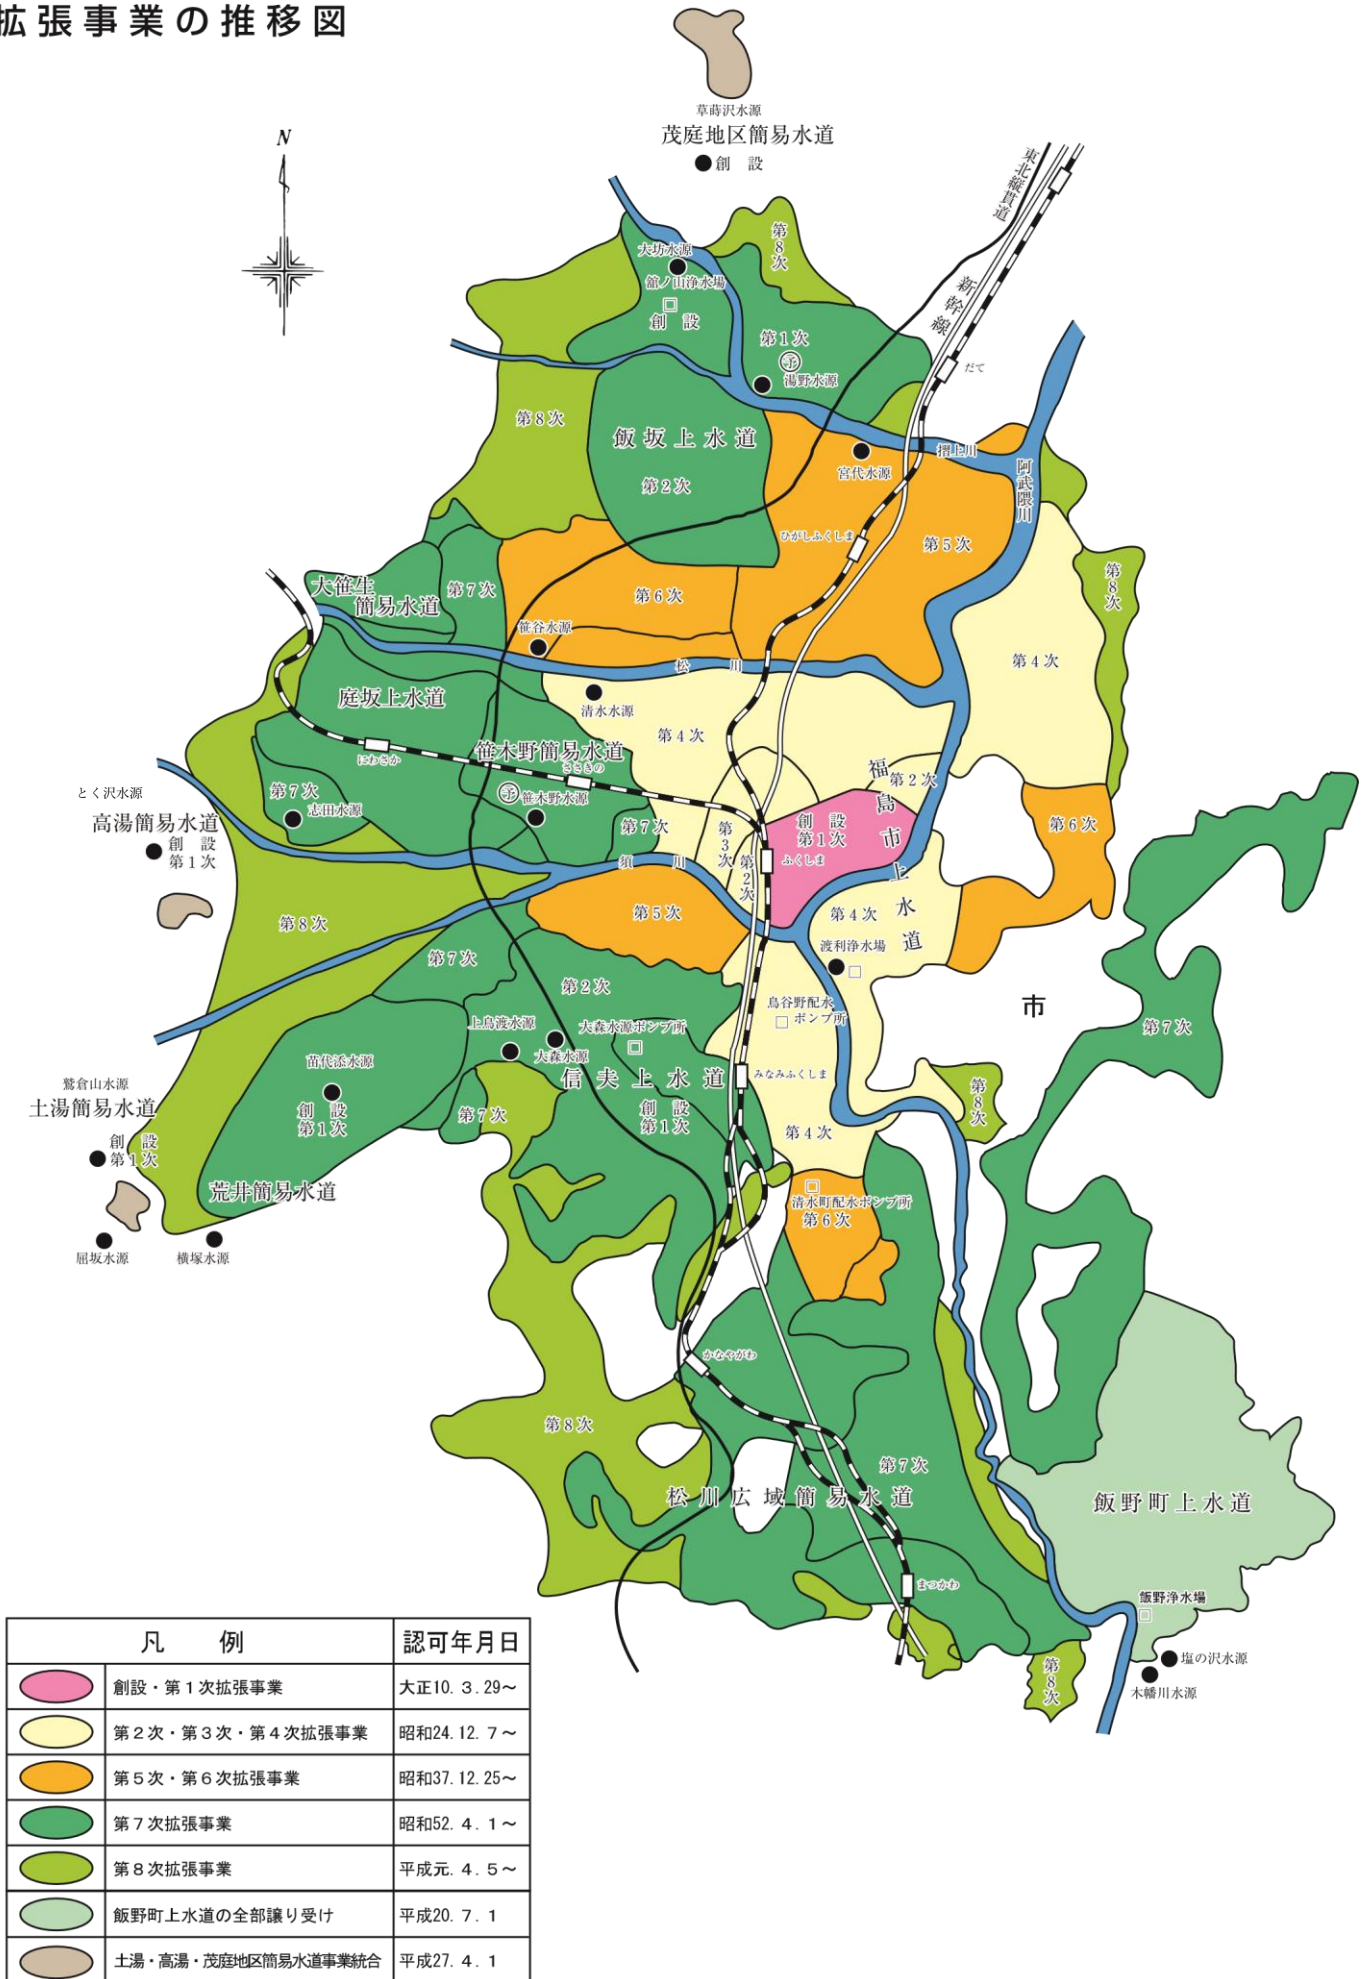 拡張事業の推移図
草蒔沢水源
茂庭地区簡易水道
●創 設
N
東北縦貫道
新幹線
第8次
大坊水源
舘ノ山浄水場
創 設
第1次
予
湯野水源
だて
第8次
飯坂上水道
第2次
摺上川
宮代水源
阿武隈川
ひがしふくしま
第5次
第8次
大笹生
簡易水道
第7次
第6次
笹谷水源
松川
第4次
庭坂上水道
清水水源
第4次
笹木野簡易水道
にわさか
ささきの
福島市上水道
第2次
とく沢水源
第7次
志田水源
予
笹木野水源
高湯簡易水道
創 設
第1次
第7次
第3次
第2次
創 設
第1次
ふくしま
第6次
須川
第8次
第5次
第4次
渡利浄水場
第7次
第2次
鳥谷野配水
ポンプ所
市
第7次
上鳥渡水源
大森水源
大森水源ポンプ所
苗代添水源
信夫上水道
みなみふくしま
鷲倉山水源
土湯簡易水道
創 設
第1次
創 設
第1次
第7次
創 設
第1次
第4次
第8次
荒井簡易水道
清水町配水ポンプ所
第6次
屈坂水源
横塚水源
かなやがわ
第8次
第7次
松川広域簡易水道
飯野町上水道
まつかわ
飯野浄水場
塩の沢水源
木幡川水源
第8次
凡 例 認可年月日
創設・第1次拡張事業 大正10. 3. 29～
第2次・第3次・第4次拡張事業 昭和24. 12. 7～
第5次・第6次拡張事業 昭和37. 12. 25～
第7次拡張事業 昭和52. 4. 1～
第8次拡張事業 平成元. 4. 5～
飯野町上水道の全部譲り受け 平成20. 7. 1
土湯・高湯・茂庭地区簡易水道事業統合 平成27. 4. 1